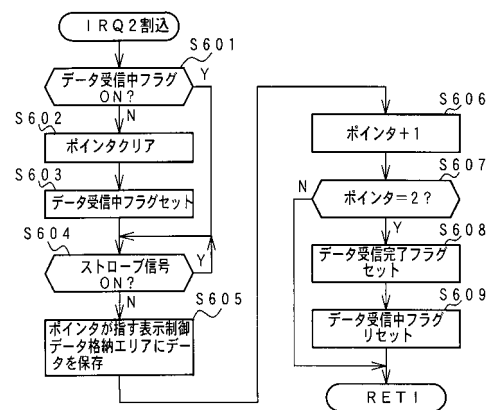 IRQ2割込
S601
データ受信中フラグ
ON?
Y
N
S602
ポインタクリア
S603
データ受信中フラグセット
S604
ストローブ信号
ON?
Y
N
S605
ポインタが指す表示制御
データ格納エリアにデー
タを保存
S606
ポインタ+1
S607
N
ポインタ=2?
Y
S608
データ受信完了フラグ
セット
S609
データ受信中フラグ
リセット
RETI